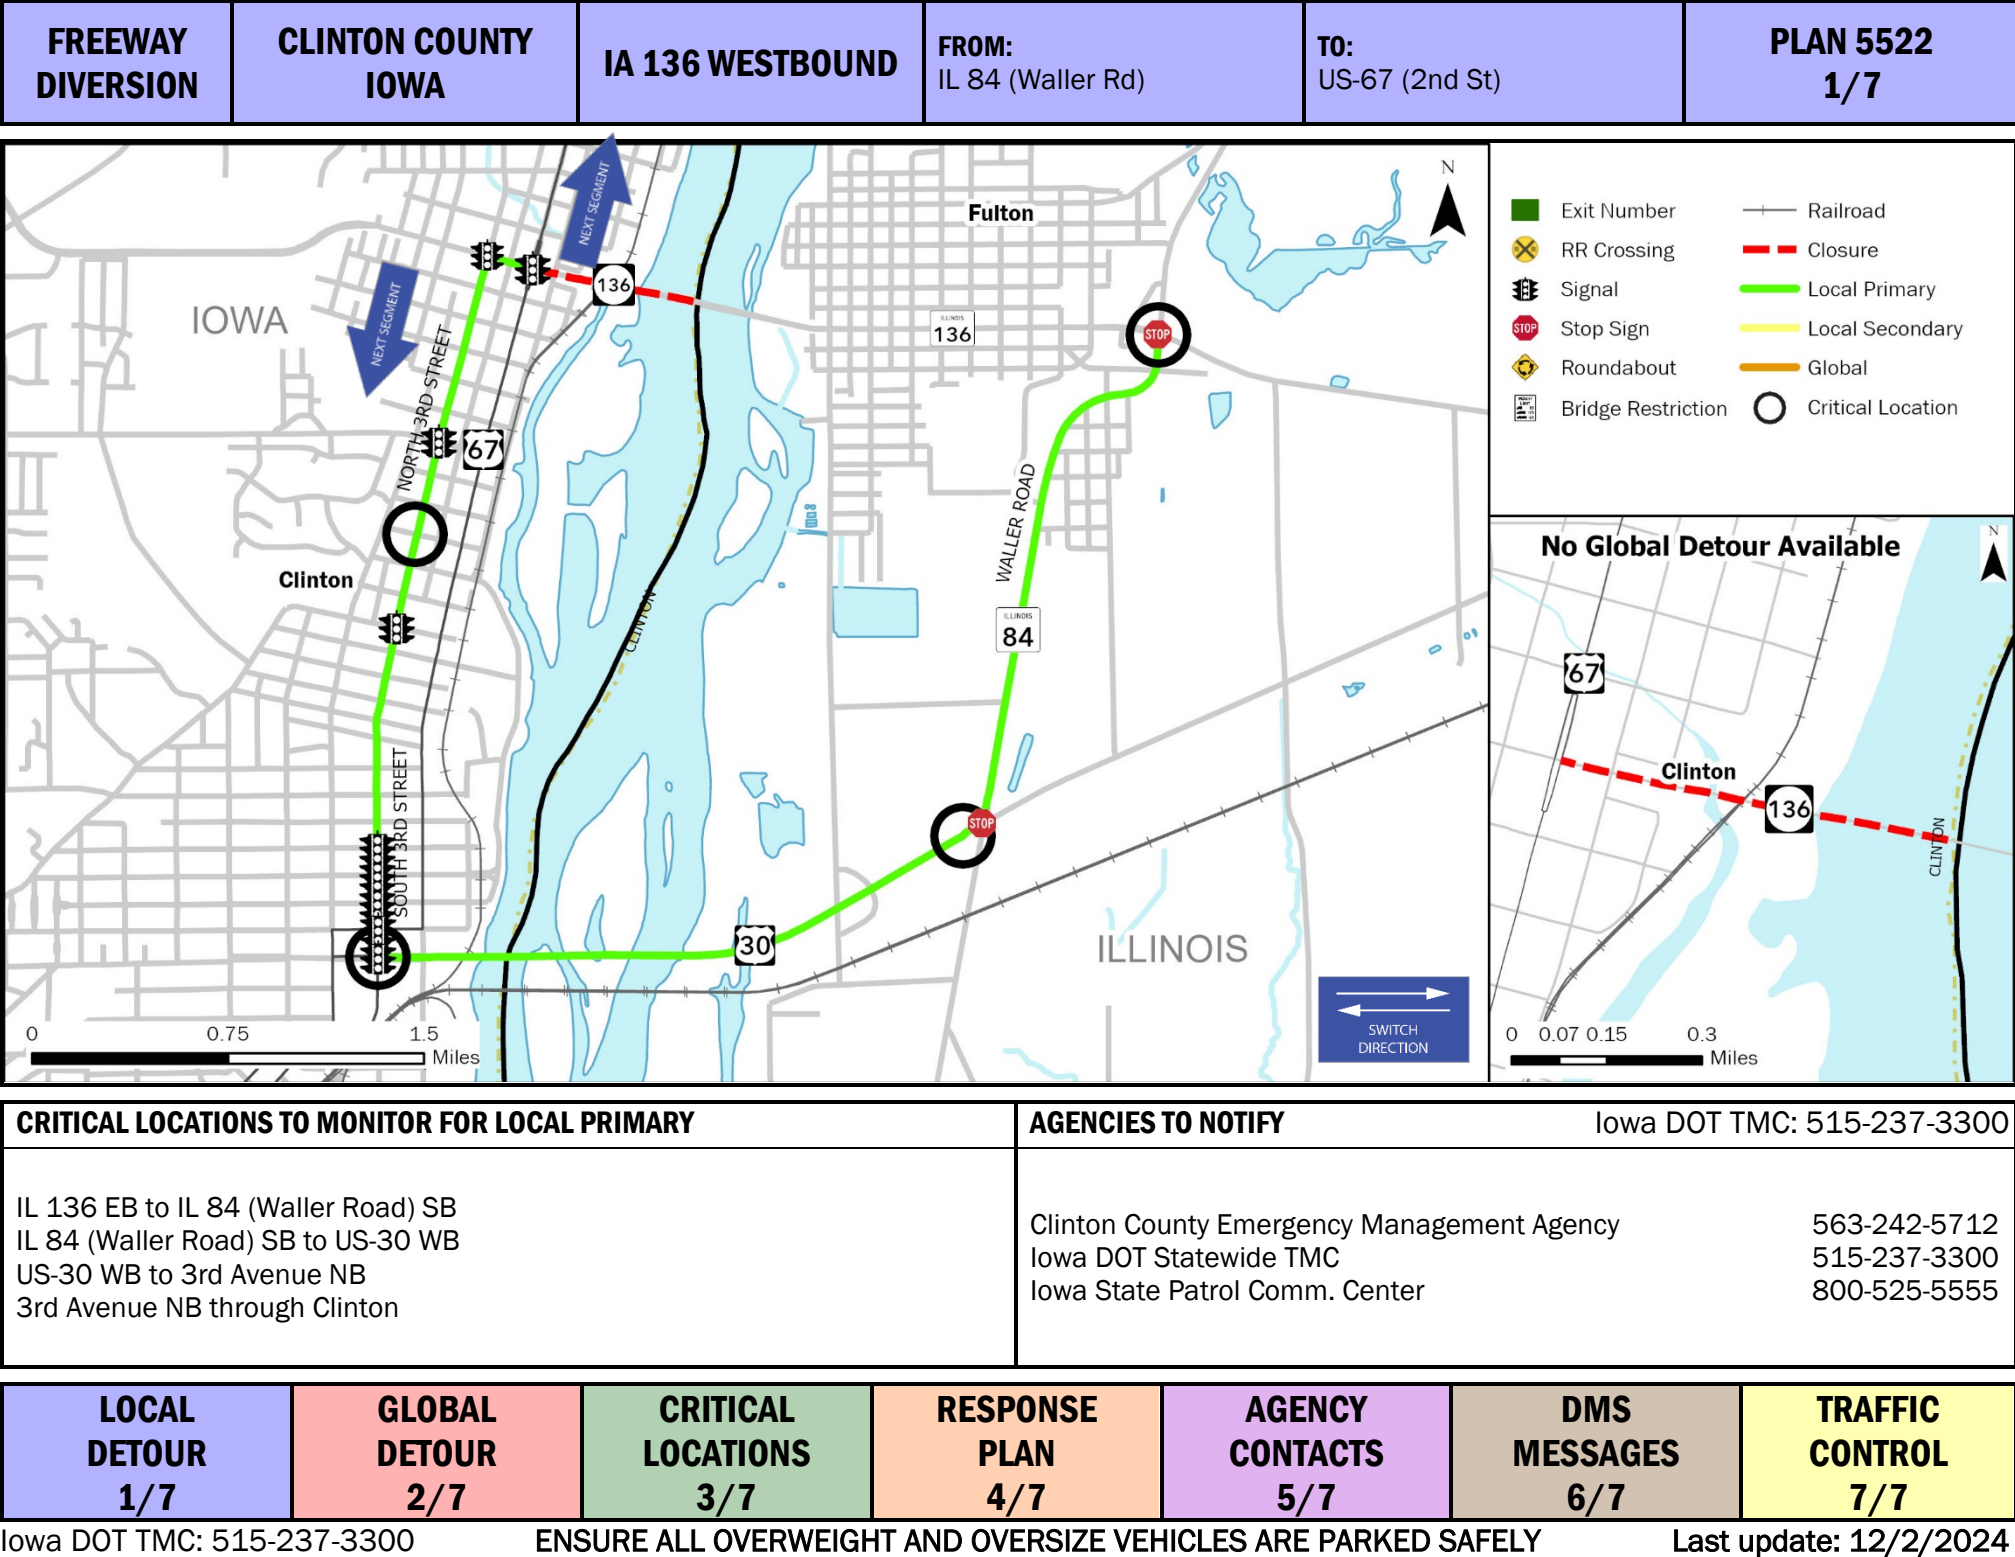 FREEWAY
DIVERSION
CLINTON COUNTY
IOWA
IA 136 WESTBOUND
FROM:
IL 84 (Waller Rd)
TO:
US-67 (2nd St)
PLAN 5522
1/7
NEXT SEGMENT
Fulton
N
IOWA
136
NEXT SEGMENT
NORTH 3RD STREET
ILLINOIS
136
STOP
67
WALLER ROAD
Clinton
CLINTON
ILLINOIS
84
SOUTH 3RD STREET
STOP
30
ILLINOIS
SWITCH
DIRECTION
0 0.75 1.5
Miles
Exit Number
Railroad
RR Crossing
Closure
Signal
Local Primary
STOP
Stop Sign
Local Secondary
Roundabout
Global
Bridge Restriction
Critical Location
No Global Detour Available
N
67
Clinton
136
CLINTON
0 0.07 0.15 0.3
Miles
CRITICAL LOCATIONS TO MONITOR FOR LOCAL PRIMARY
IL 136 EB to IL 84 (Waller Road) SB
IL 84 (Waller Road) SB to US-30 WB
US-30 WB to 3rd Avenue NB
3rd Avenue NB through Clinton
AGENCIES TO NOTIFY Iowa DOT TMC: 515-237-3300
Clinton County Emergency Management Agency 563-242-5712
Iowa DOT Statewide TMC 515-237-3300
Iowa State Patrol Comm. Center 800-525-5555
LOCAL
DETOUR
1/7
GLOBAL
DETOUR
2/7
CRITICAL
LOCATIONS
3/7
RESPONSE
PLAN
4/7
AGENCY
CONTACTS
5/7
DMS
MESSAGES
6/7
TRAFFIC
CONTROL
7/7
Iowa DOT TMC: 515-237-3300 ENSURE ALL OVERWEIGHT AND OVERSIZE VEHICLES ARE PARKED SAFELY Last update: 12/2/2024